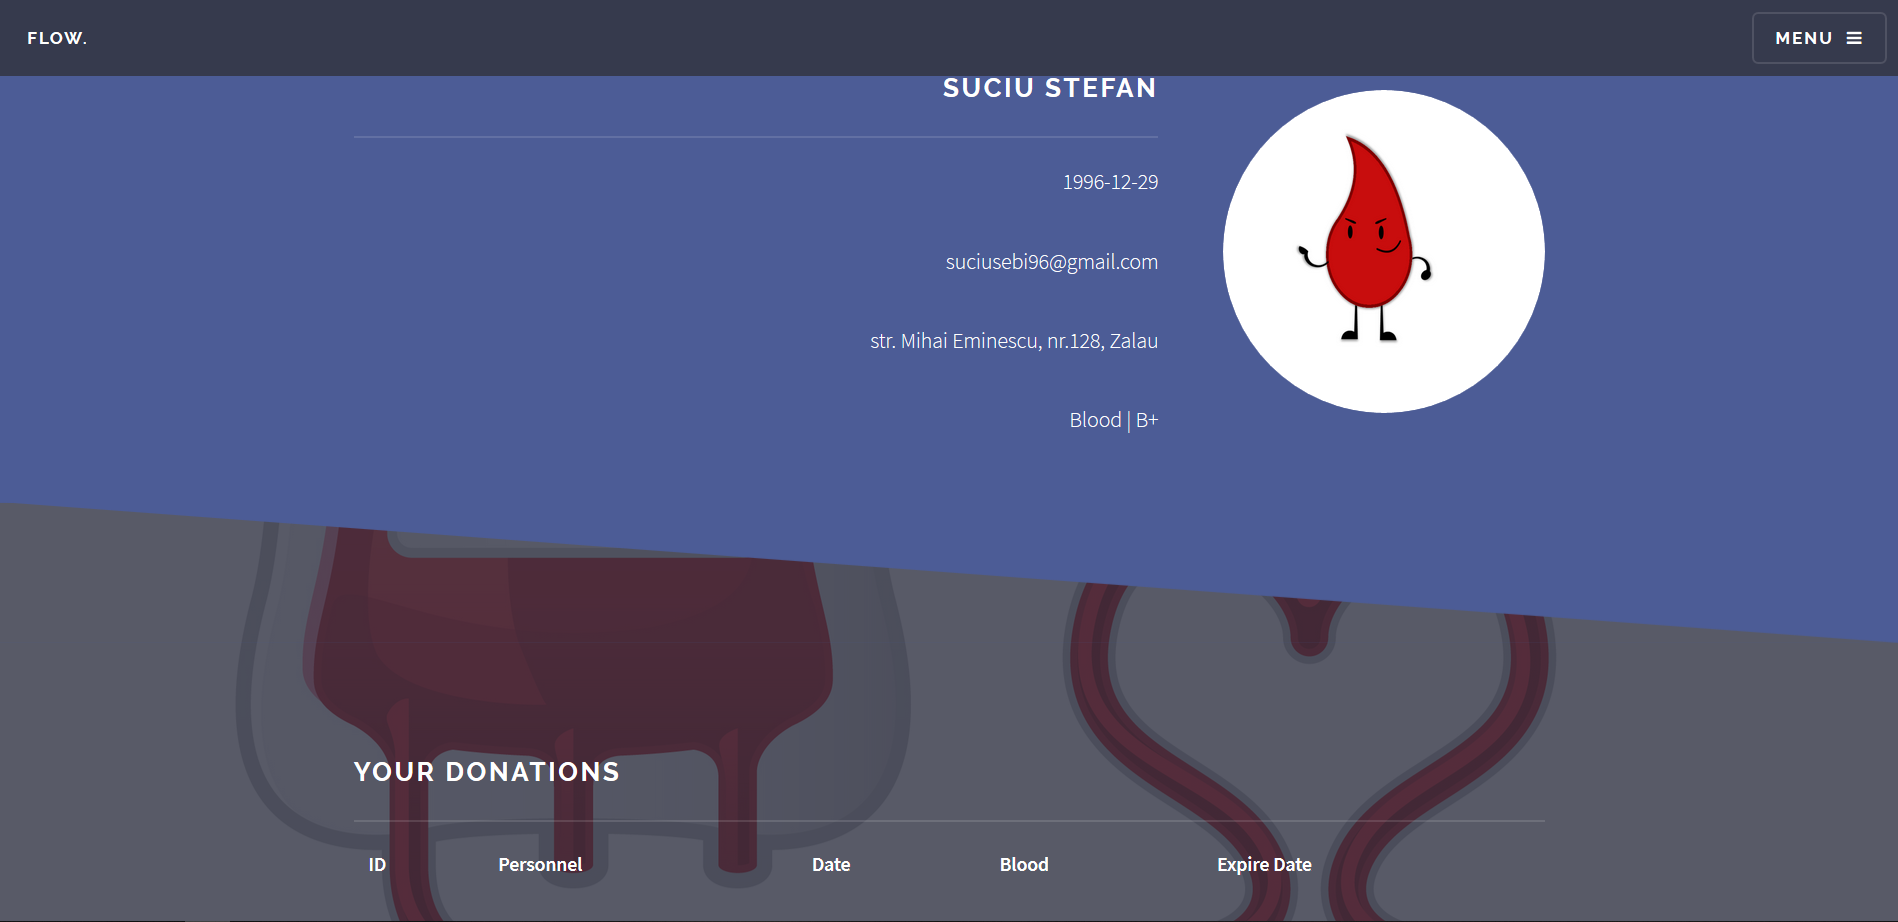 FLOW.
MENU
SUCIU STEFAN
1996-12-29
suciusebi96@gmail.com
str. Mihai Eminescu, nr.128, Zalau
Blood | B+
YOUR DONATIONS
ID Personnel Date Blood Expire Date